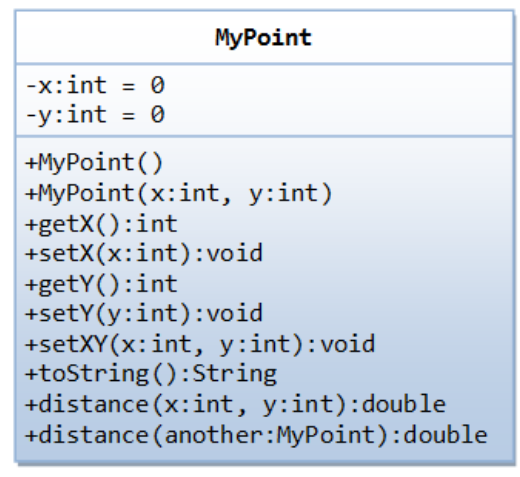 MyPoint
-x:int = 0
-y:int = 0
+MyPoint()
+MyPoint(x:int, y:int)
+getX():int
+setX(x:int):void
+getY():int
+setY(y:int):void
+setXY(x:int, y:int):void
+toString():String
+distance(x:int, y:int):double
+distance(another:MyPoint):double